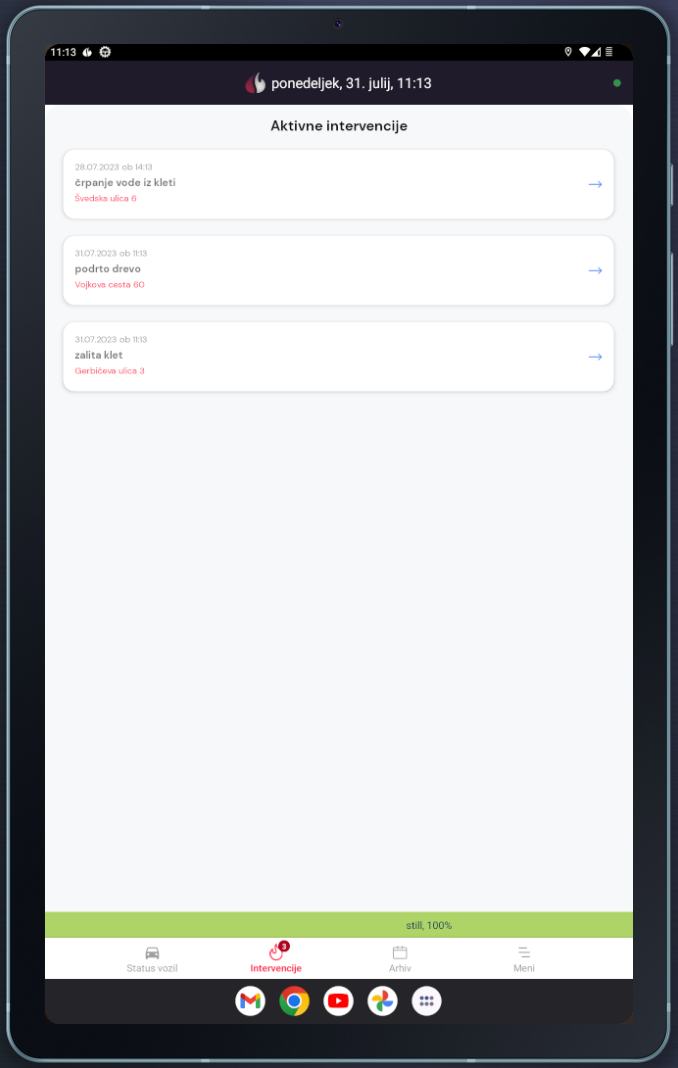 11:13
ponedeljek, 31. julij, 11:13
Aktivne intervencije
28.07.2023 ob 14:13
črpanje vode iz kleti
Švedska ulica 6
31.07.2023 ob 11:13
podrto drevo
Vojkova cesta 60
31.07.2023 ob 11:13
zalita klet
Gerbičeva ulica 3
still, 100%
3
Status vozil
Intervencije
Arhiv
Meni